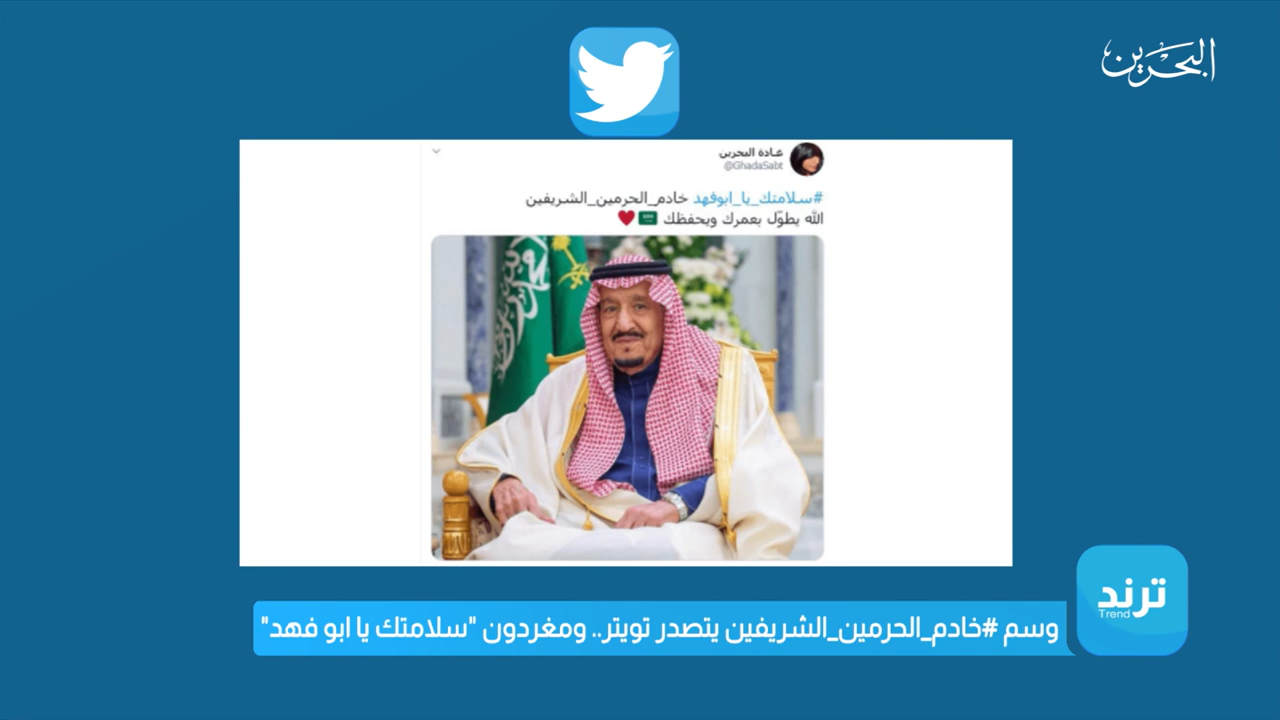 البحرين
غادة البحرين
@GhadaSabt
#سلامتك_يا_ابوفهد خادم_الحرمين_الشريفين
الله يطوّل بعمرك ويحفظك
ترند
Trend
وسم #خادم_الحرمين_الشريفين يتصدر تويتر.. ومغردون "سلامتك يا ابو فهد"